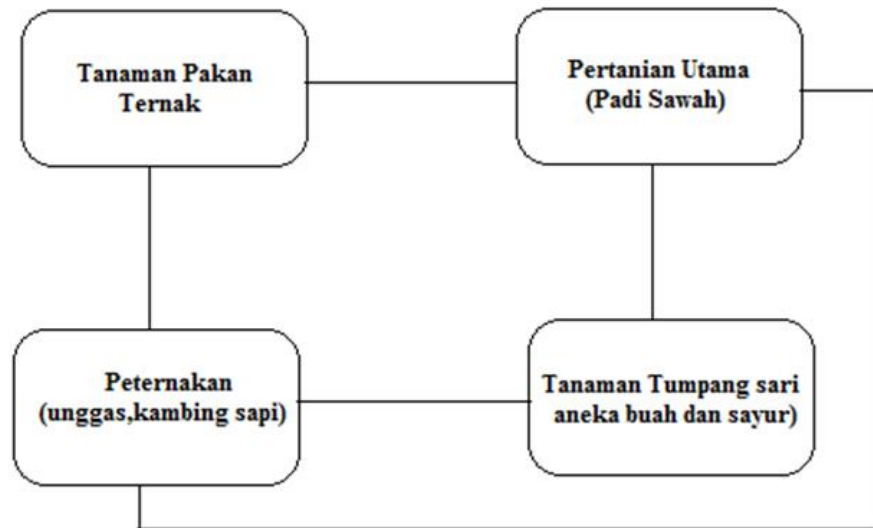 Tanaman Pakan
Ternak
Pertanian Utama
(Padi Sawah)
Peternakan
(unggas,kambing sapi)
Tanaman Tumpang sari
aneka buah dan sayur)